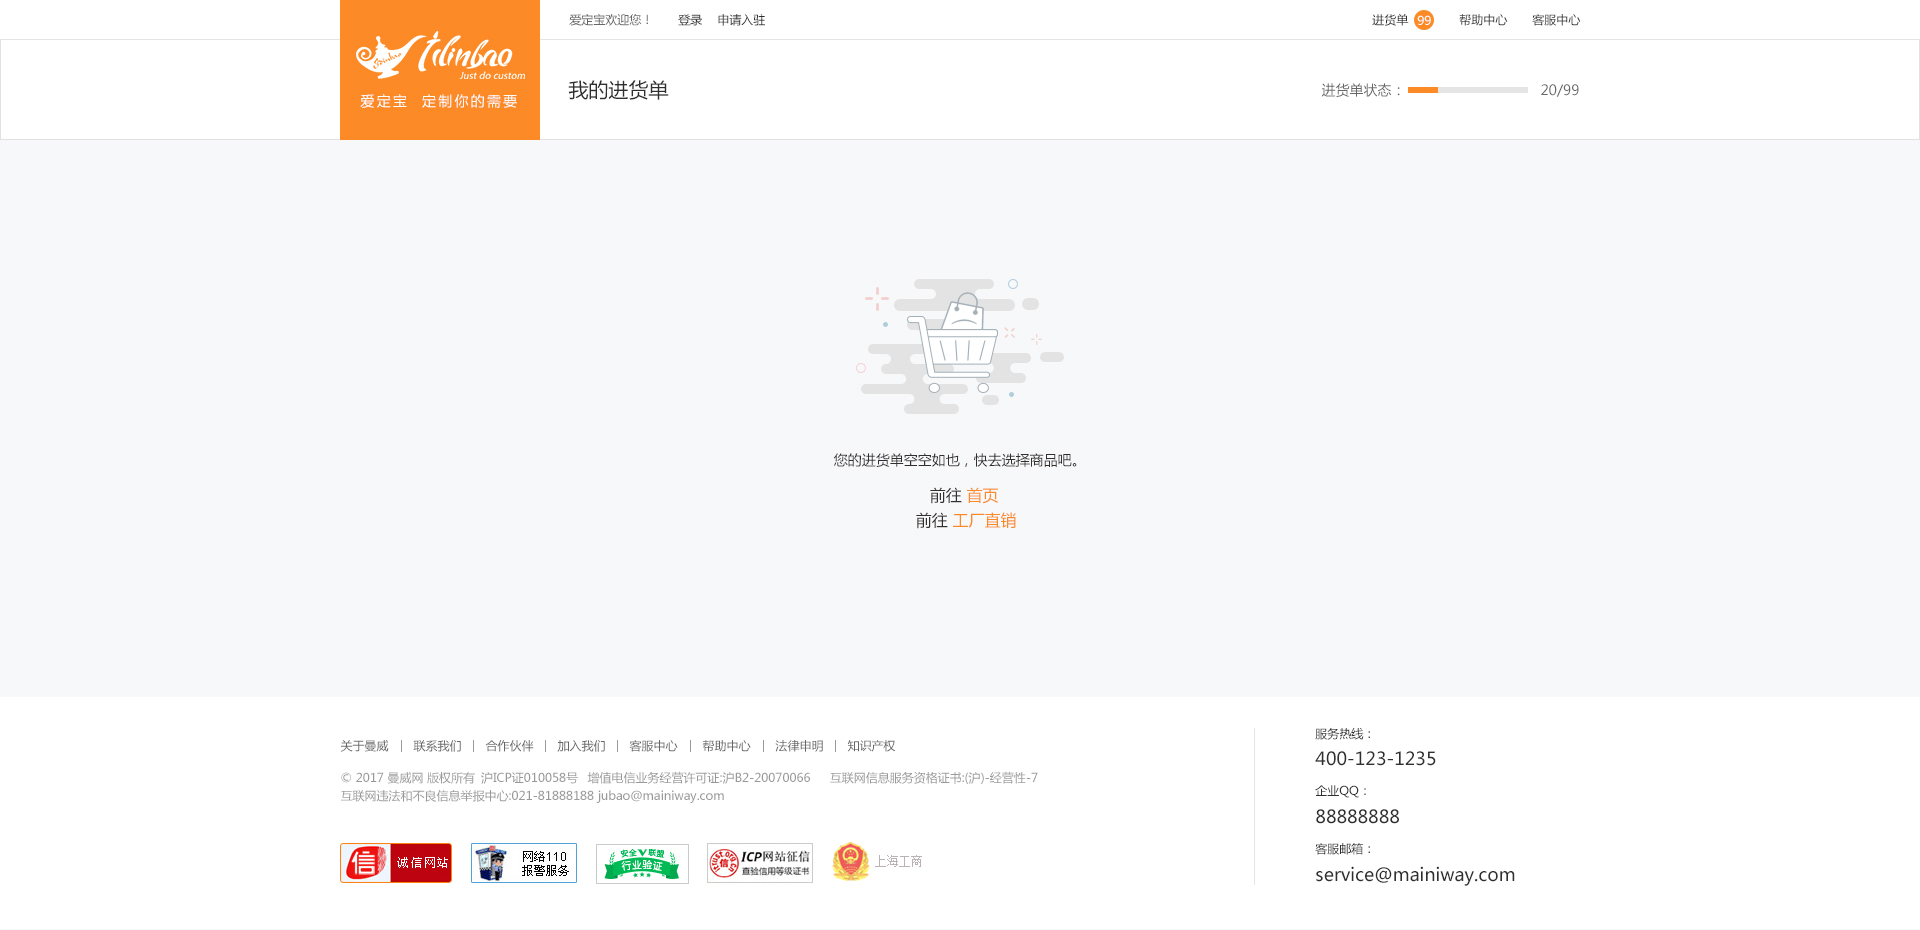 爱定宝欢迎您！ 登录 申请入驻 进货单 99 帮助中心 客服中心
Just do custom
爱定宝 定制你的需要
我的进货单
进货单状态： 20/99
您的进货单空空如也，快去选择商品吧。
前往 首页
前往 工厂直销
关于曼威 | 联系我们 | 合作伙伴 | 加入我们 | 客服中心 | 帮助中心 | 法律申明 | 知识产权
© 2017 曼威网 版权所有 沪ICP证010058号 增值电信业务经营许可证:沪B2-20070066 互联网信息服务资格证书:(沪)-经营性-7
互联网违法和不良信息举报中心:021-81888188 jubao@mainiway.com
信 诚信网站
网络110
报警服务
安全V联盟
行业验证
信 ICP网站征信
直验信用等级证书
上海工商
服务热线：
400-123-1235
企业QQ：
88888888
客服邮箱：
service@mainiway.com